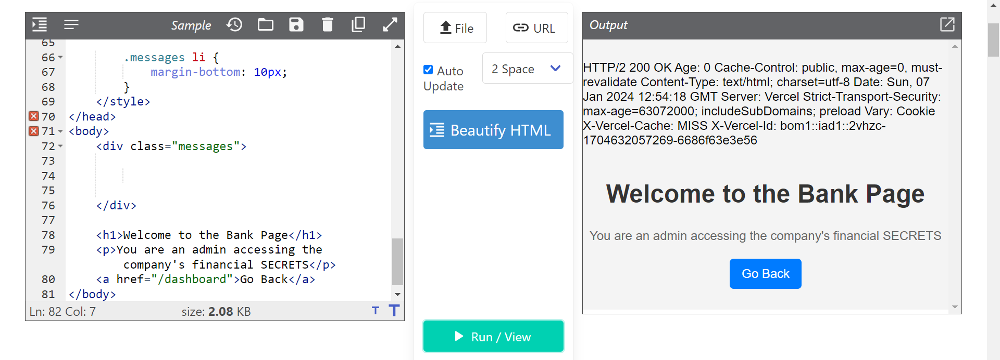 Sample
65
66 .messages li {
67 margin-bottom: 10px;
68 }
69 </style>
70 </head>
71 <body>
72 <div class="messages">
73
74
75
76 </div>
77
78 <h1>Welcome to the Bank Page</h1>
79 <p>You are an admin accessing the
company's financial SECRETS</p>
80 <a href="/dashboard">Go Back</a>
81 </body>
Ln: 82 Col: 7 size: 2.08 KB T T
File URL
Auto
Update
2 Space
Beautify HTML
Run / View
Output
HTTP/2 200 OK Age: 0 Cache-Control: public, max-age=0, must-
revalidate Content-Type: text/html; charset=utf-8 Date: Sun, 07
Jan 2024 12:54:18 GMT Server: Vercel Strict-Transport-Security:
max-age=63072000; includeSubDomains; preload Vary: Cookie
X-Vercel-Cache: MISS X-Vercel-Id: bom1::iad1::2vhzc-
1704632057269-6686f63e3e56
Welcome to the Bank Page
You are an admin accessing the company's financial SECRETS
Go Back